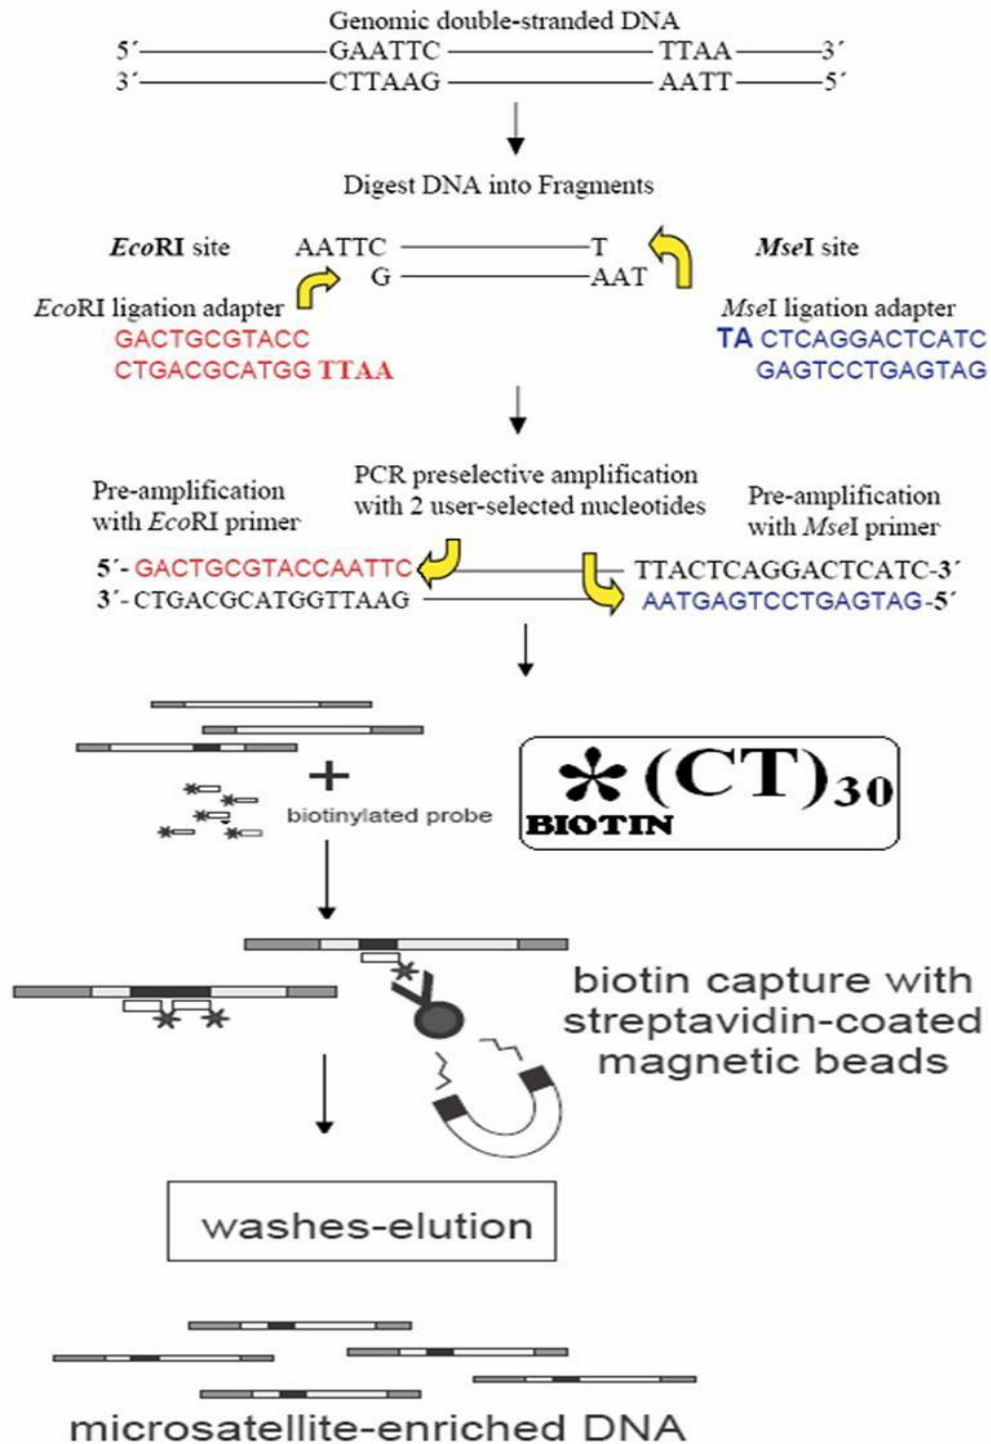 Genomic double-stranded DNA
5´ GAATTC TTAA 3´
3´ CTTAAG AATT 5´
Digest DNA into Fragments
EcoRI site AATTC T MseI site
G AAT
EcoRI ligation adapter MseI ligation adapter
GACTGCGTACC TA CTCAGGACTCATC
CTGACGCATGG TTAA GAGTCCTGAGTAG
PCR preselective amplification
with 2 user-selected nucleotides
Pre-amplification
with EcoRI primer
Pre-amplification
with MseI primer
5´- GACTGCGTACCAATTC TTACTCAGGACTCATC-3´
3´-CTGACGCATGGTTAAG AATGAGTCCTGAGTAG-5´
+
biotinylated probe
* (CT)30
BIOTIN
biotin capture with
streptavidin-coated
magnetic beads
washes-elution
microsatellite-enriched DNA